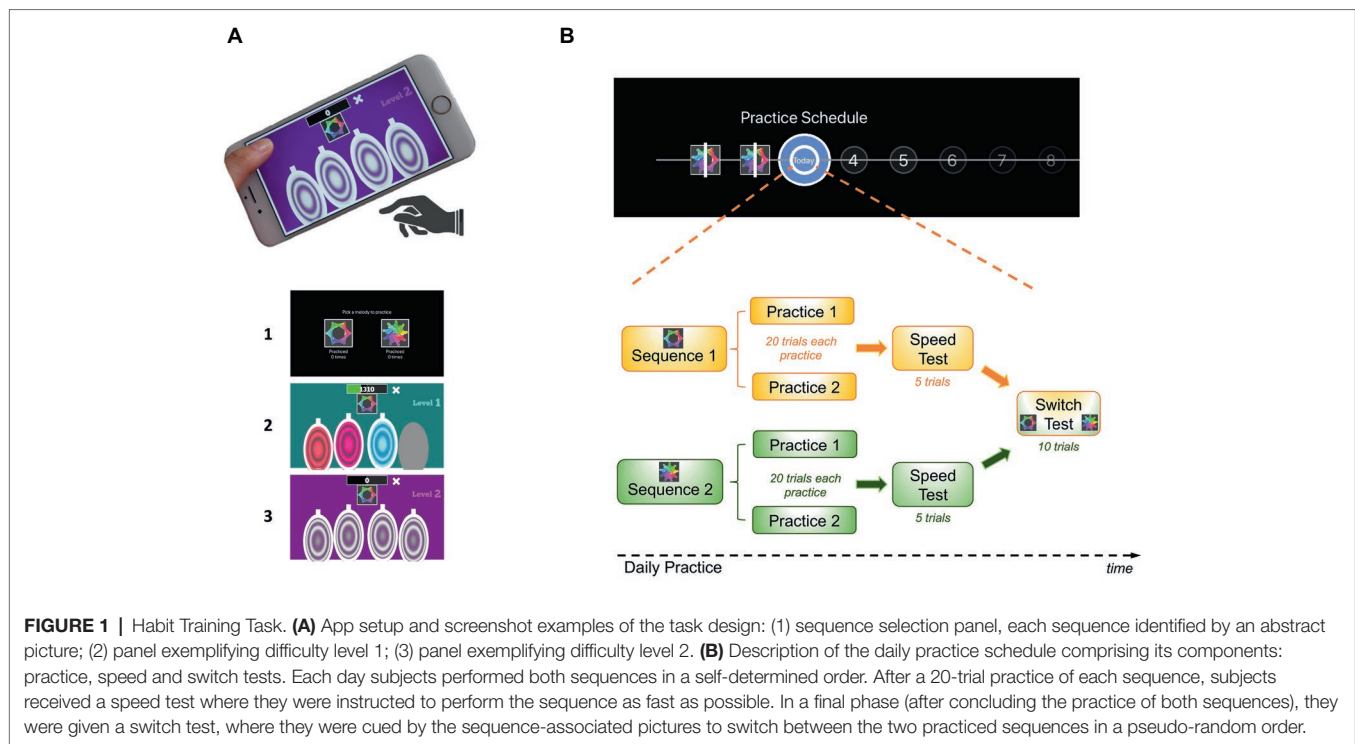 A
B
0
Level 2
Practice Schedule
Today
4
5
6
7
8
1
Pick a melody to practice
Practiced
0 times
Practiced
0 times
2
1310
Level 1
3
0
Level 2
Sequence 1
Practice 1
20 trials each
practice
Practice 2
Speed
Test
5 trials
Sequence 2
Practice 1
20 trials each
practice
Practice 2
Speed
Test
5 trials
Switch
Test
10 trials
Daily Practice
time
FIGURE 1 | Habit Training Task. (A) App setup and screenshot examples of the task design: (1) sequence selection panel, each sequence identified by an abstract
picture; (2) panel exemplifying difficulty level 1; (3) panel exemplifying difficulty level 2. (B) Description of the daily practice schedule comprising its components:
practice, speed and switch tests. Each day subjects performed both sequences in a self-determined order. After a 20-trial practice of each sequence, subjects
received a speed test where they were instructed to perform the sequence as fast as possible. In a final phase (after concluding the practice of both sequences), they
were given a switch test, where they were cued by the sequence-associated pictures to switch between the two practiced sequences in a pseudo-random order.